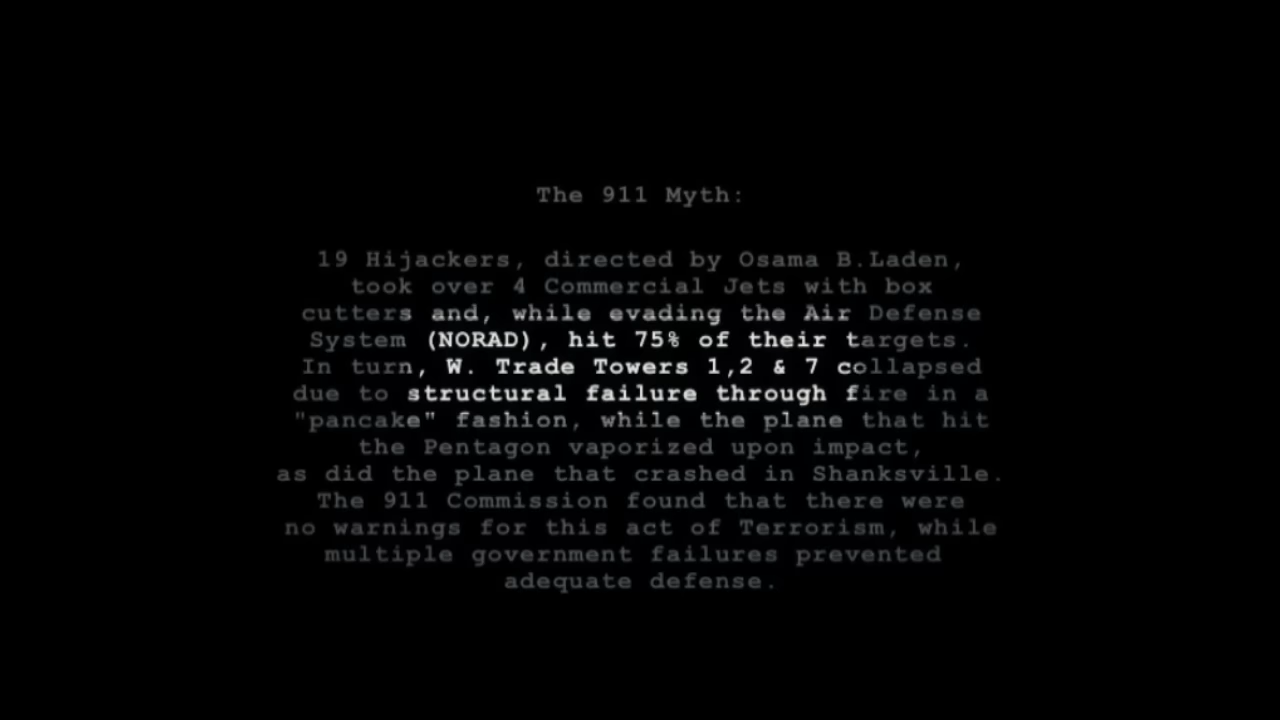 The 911 Myth:
19 Hijackers, directed by Osama B.Laden,
took over 4 Commercial Jets with box
cutters and, while evading the Air Defense
System (NORAD), hit 75% of their targets.
In turn, W. Trade Towers 1,2 & 7 collapsed
due to structural failure through fire in a
"pancake" fashion, while the plane that hit
the Pentagon vaporized upon impact,
as did the plane that crashed in Shanksville.
The 911 Commission found that there were
no warnings for this act of Terrorism, while
multiple government failures prevented
adequate defense.